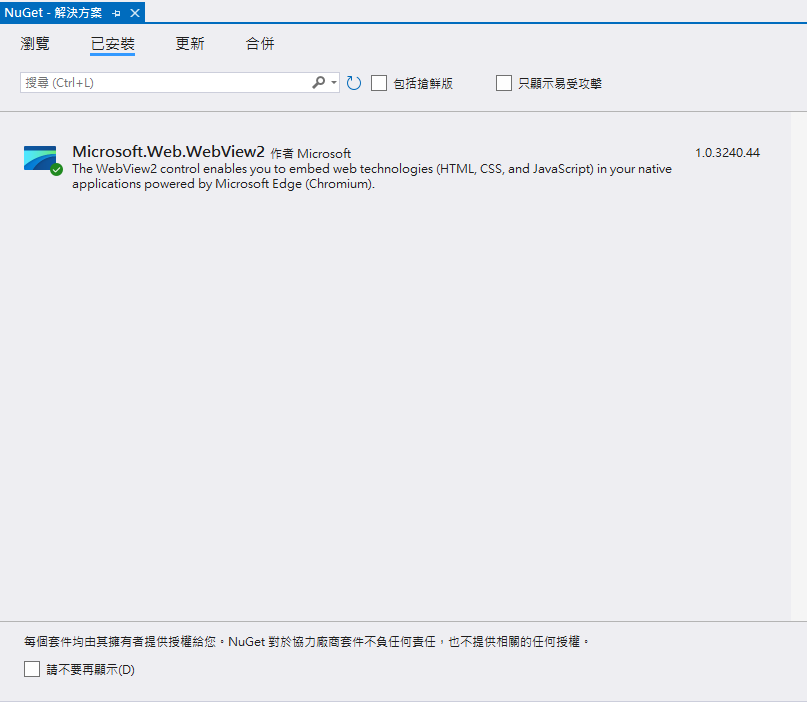 NuGet - 解決方案
瀏覽 已安裝 更新 合併
搜尋 (Ctrl+L) 包括搶鮮版 只顯示易受攻擊
Microsoft.Web.WebView2 作者 Microsoft 1.0.3240.44
The WebView2 control enables you to embed web technologies (HTML, CSS, and JavaScript) in your native
applications powered by Microsoft Edge (Chromium).
每個套件均由其擁有者提供授權給您。NuGet 對於協力廠商套件不負任何責任，也不提供相關的任何授權。
請不要再顯示(D)